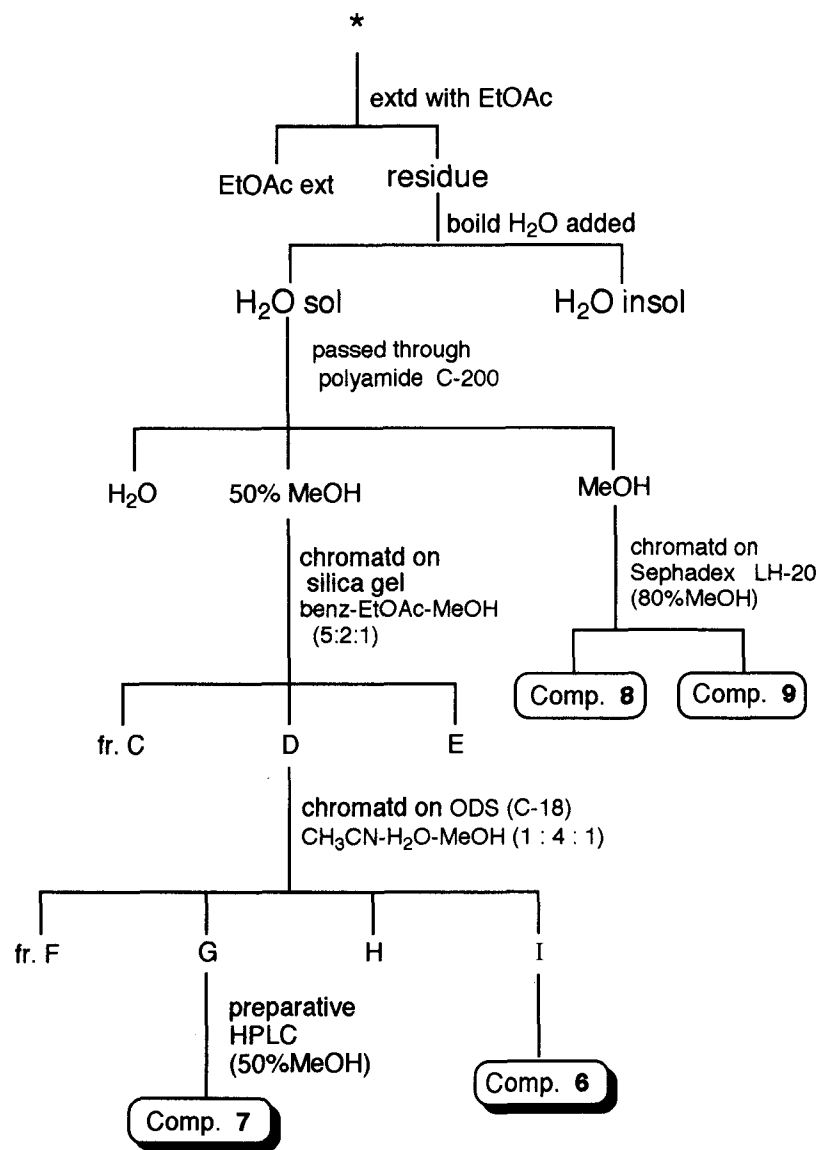 *
extd with EtOAc
EtOAc ext
residue
boild H₂O added
H₂O sol
H₂O insol
passed through
polyamide C-200
H₂O
50% MeOH
MeOH
chromatd on
silica gel
benz-EtOAc-MeOH
(5:2:1)
chromatd on
Sephadex LH-20
(80%MeOH)
Comp. 8
Comp. 9
fr. C
D
E
chromatd on ODS (C-18)
CH₃CN-H₂O-MeOH (1 : 4 : 1)
fr. F
G
H
I
preparative
HPLC
(50%MeOH)
Comp. 6
Comp. 7